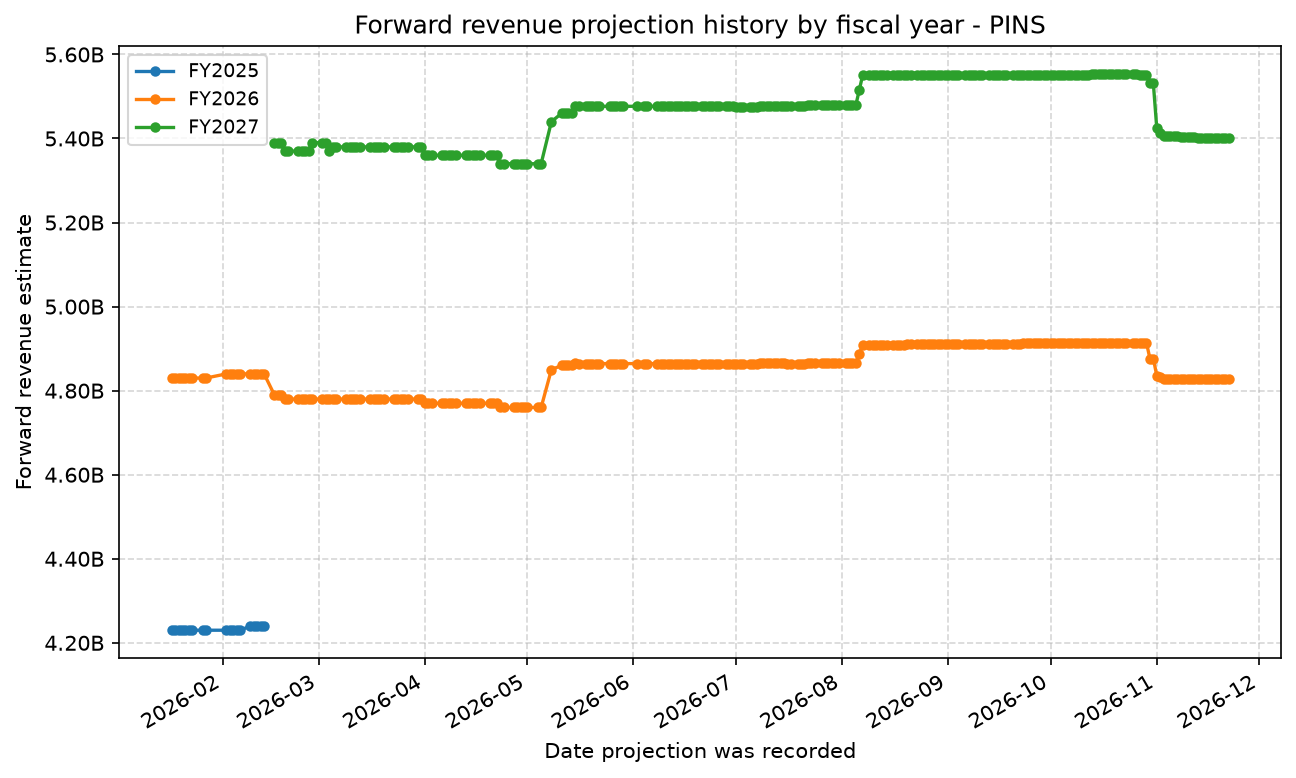 Forward revenue projection history by fiscal year - PINS
FY2025
FY2026
FY2027
Forward revenue estimate
5.60B
5.40B
5.20B
5.00B
4.80B
4.60B
4.40B
4.20B
2026-02
2026-03
2026-04
2026-05
2026-06
2026-07
2026-08
2026-09
2026-10
2026-11
2026-12
Date projection was recorded